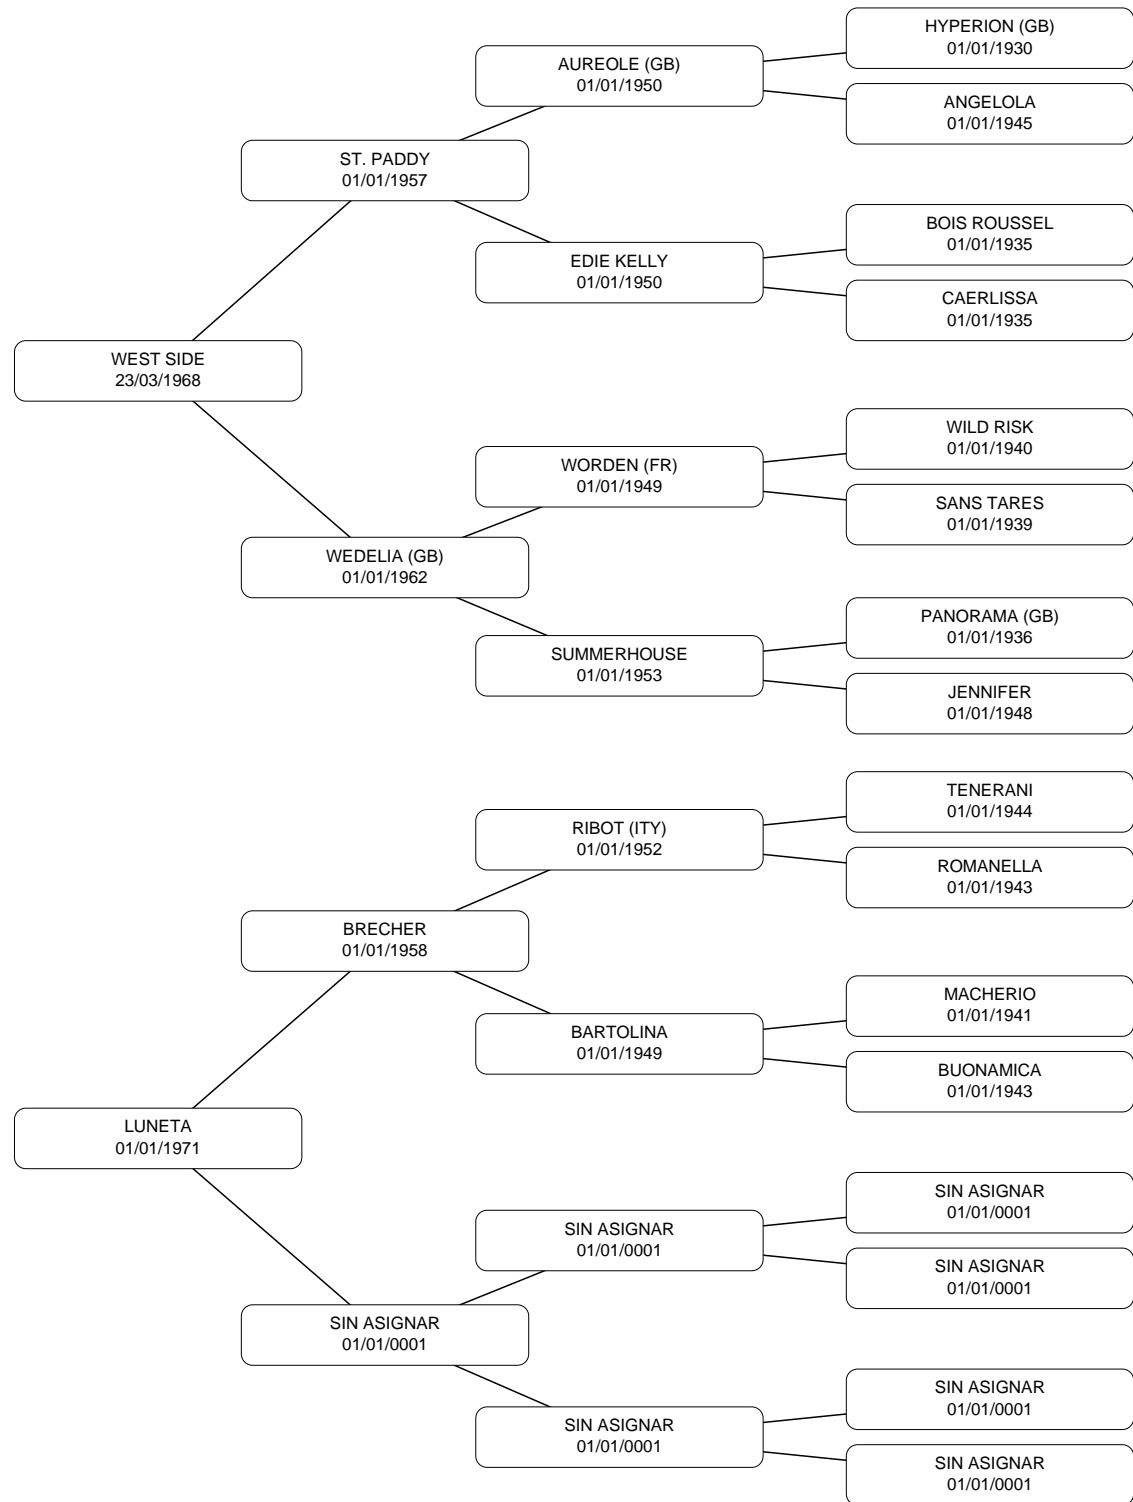 HYPERION (GB)
01/01/1930
AUREOLE (GB)
01/01/1950
ANGELOLA
01/01/1945
ST. PADDY
01/01/1957
BOIS ROUSSEL
01/01/1935
EDIE KELLY
01/01/1950
CAERLISSA
01/01/1935
WEST SIDE
23/03/1968
WILD RISK
01/01/1940
WORDEN (FR)
01/01/1949
SANS TARES
01/01/1939
WEDELIA (GB)
01/01/1962
PANORAMA (GB)
01/01/1936
SUMMERHOUSE
01/01/1953
JENNIFER
01/01/1948
TENERANI
01/01/1944
RIBOT (ITY)
01/01/1952
ROMANELLA
01/01/1943
BRECHER
01/01/1958
MACHERIO
01/01/1941
BARTOLINA
01/01/1949
BUONAMICA
01/01/1943
LUNETA
01/01/1971
SIN ASIGNAR
01/01/0001
SIN ASIGNAR
01/01/0001
SIN ASIGNAR
01/01/0001
SIN ASIGNAR
01/01/0001
SIN ASIGNAR
01/01/0001
SIN ASIGNAR
01/01/0001
SIN ASIGNAR
01/01/0001